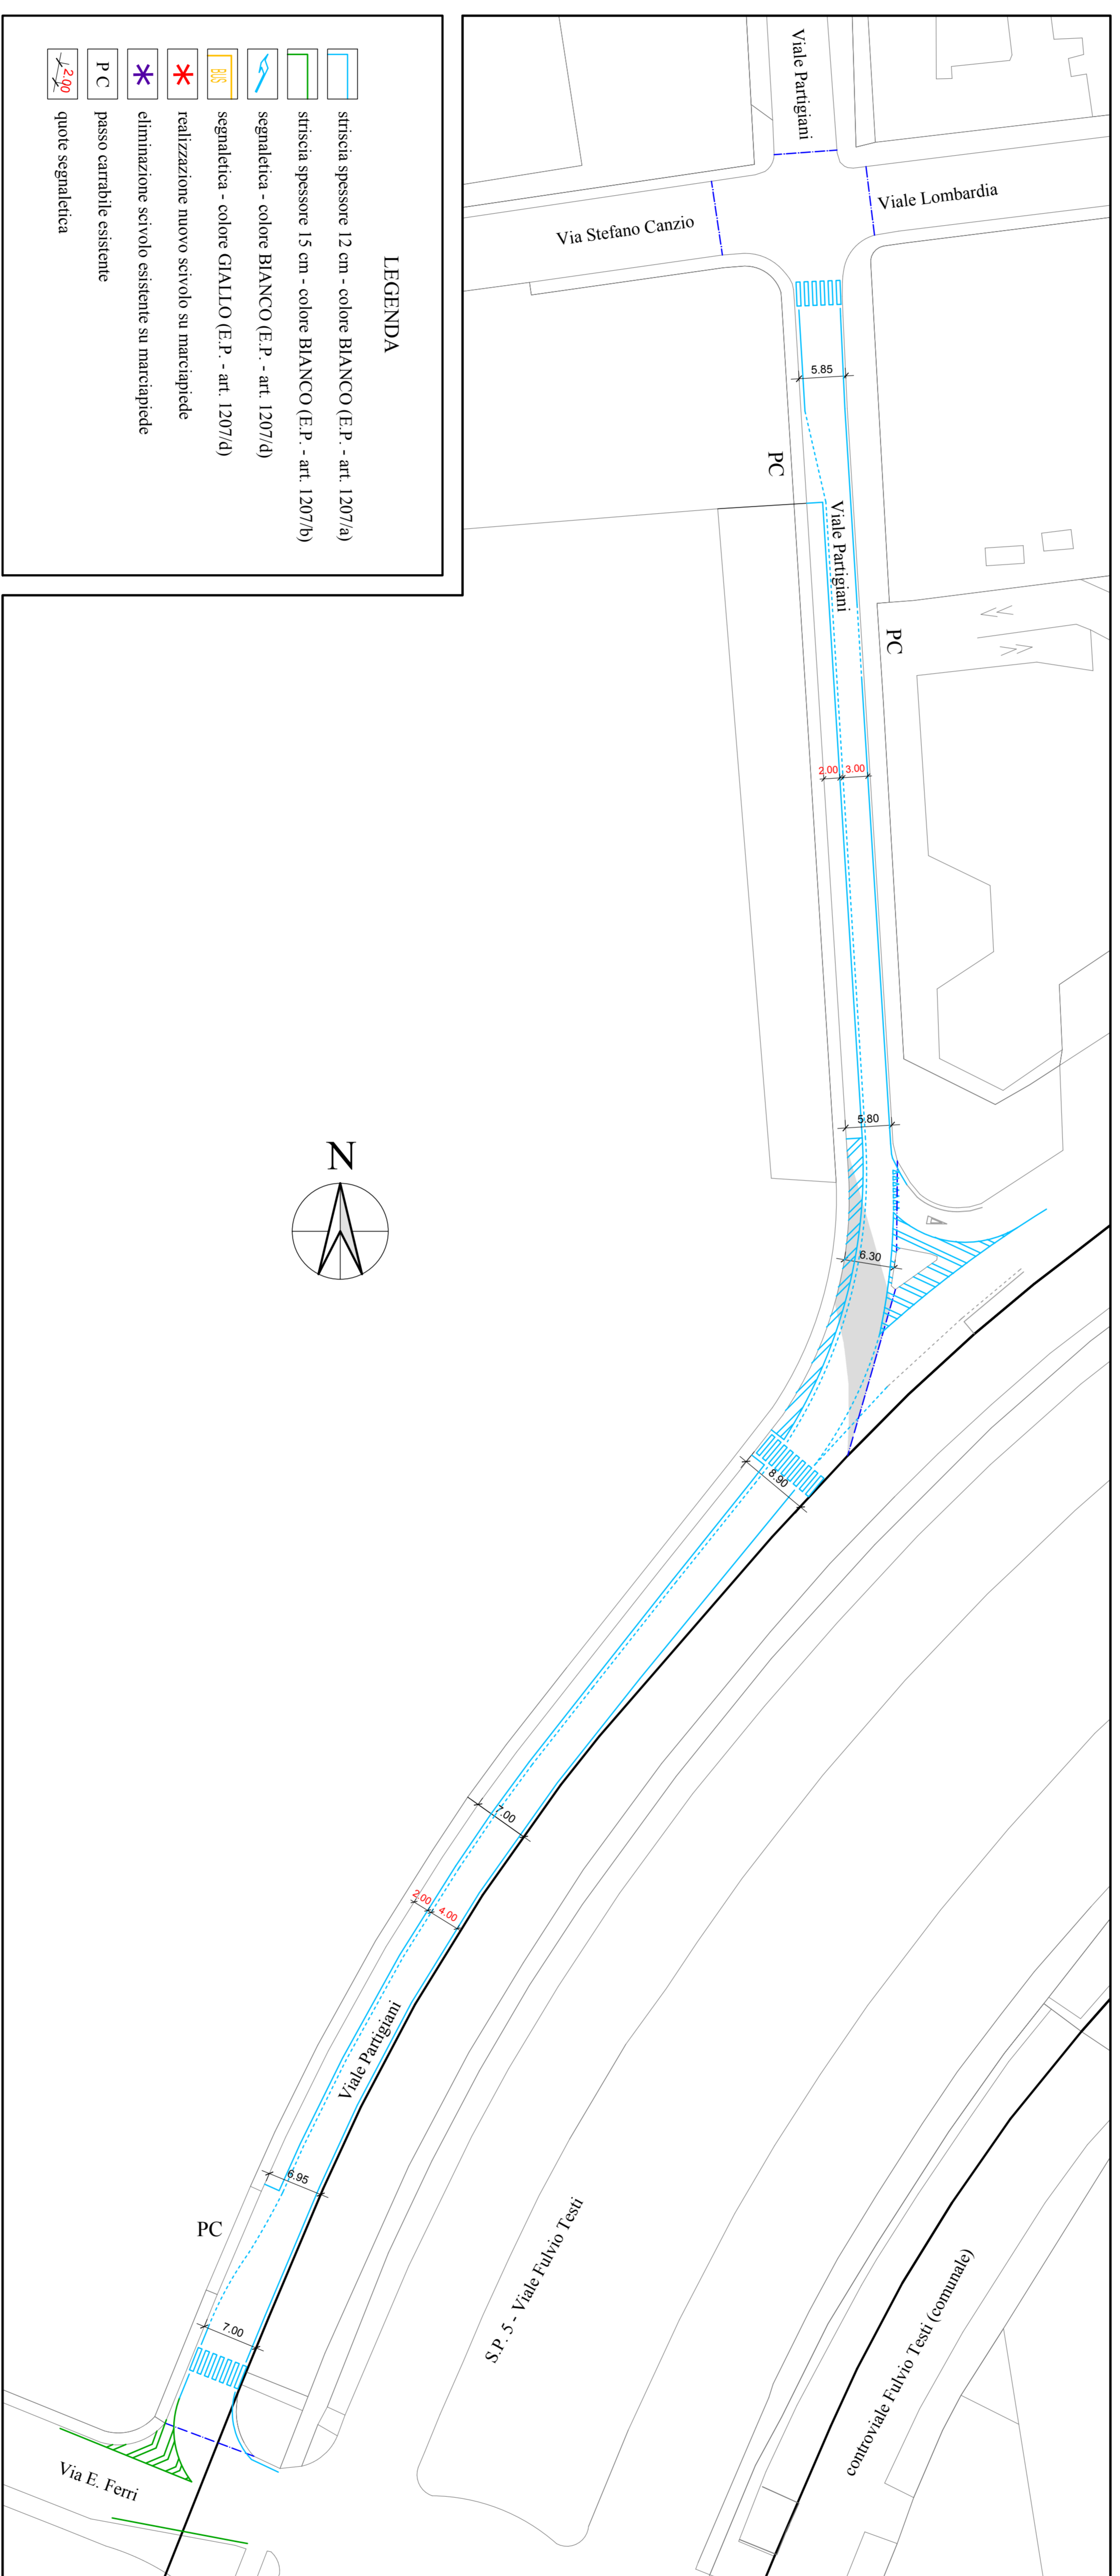 Viale Partigiani
Viale Lombardia
Via Stefano Canzio
5.85
PC
Viale Partigiani
PC
2.00
3.00
5.80
6.30
8.90
7.00
2.00
4.00
Viale Partigiani
6.95
PC
7.00
Via E. Ferri
S.P. 5 - Viale Fulvio Testi
controviale Fulvio Testi (comunale)
N
LEGENDA
striscia spessore 12 cm - colore BIANCO (E.P. - art. 1207/a)
striscia spessore 15 cm - colore BIANCO (E.P. - art. 1207/b)
segnaletica - colore BIANCO (E.P. - art. 1207/d)
BUS segnaletica - colore GIALLO (E.P. - art. 1207/d)
realizzazione nuovo scivolo su marciapiede
eliminazione scivolo esistente su marciapiede
P C passo carrabile esistente
2.00 quote segnaletica